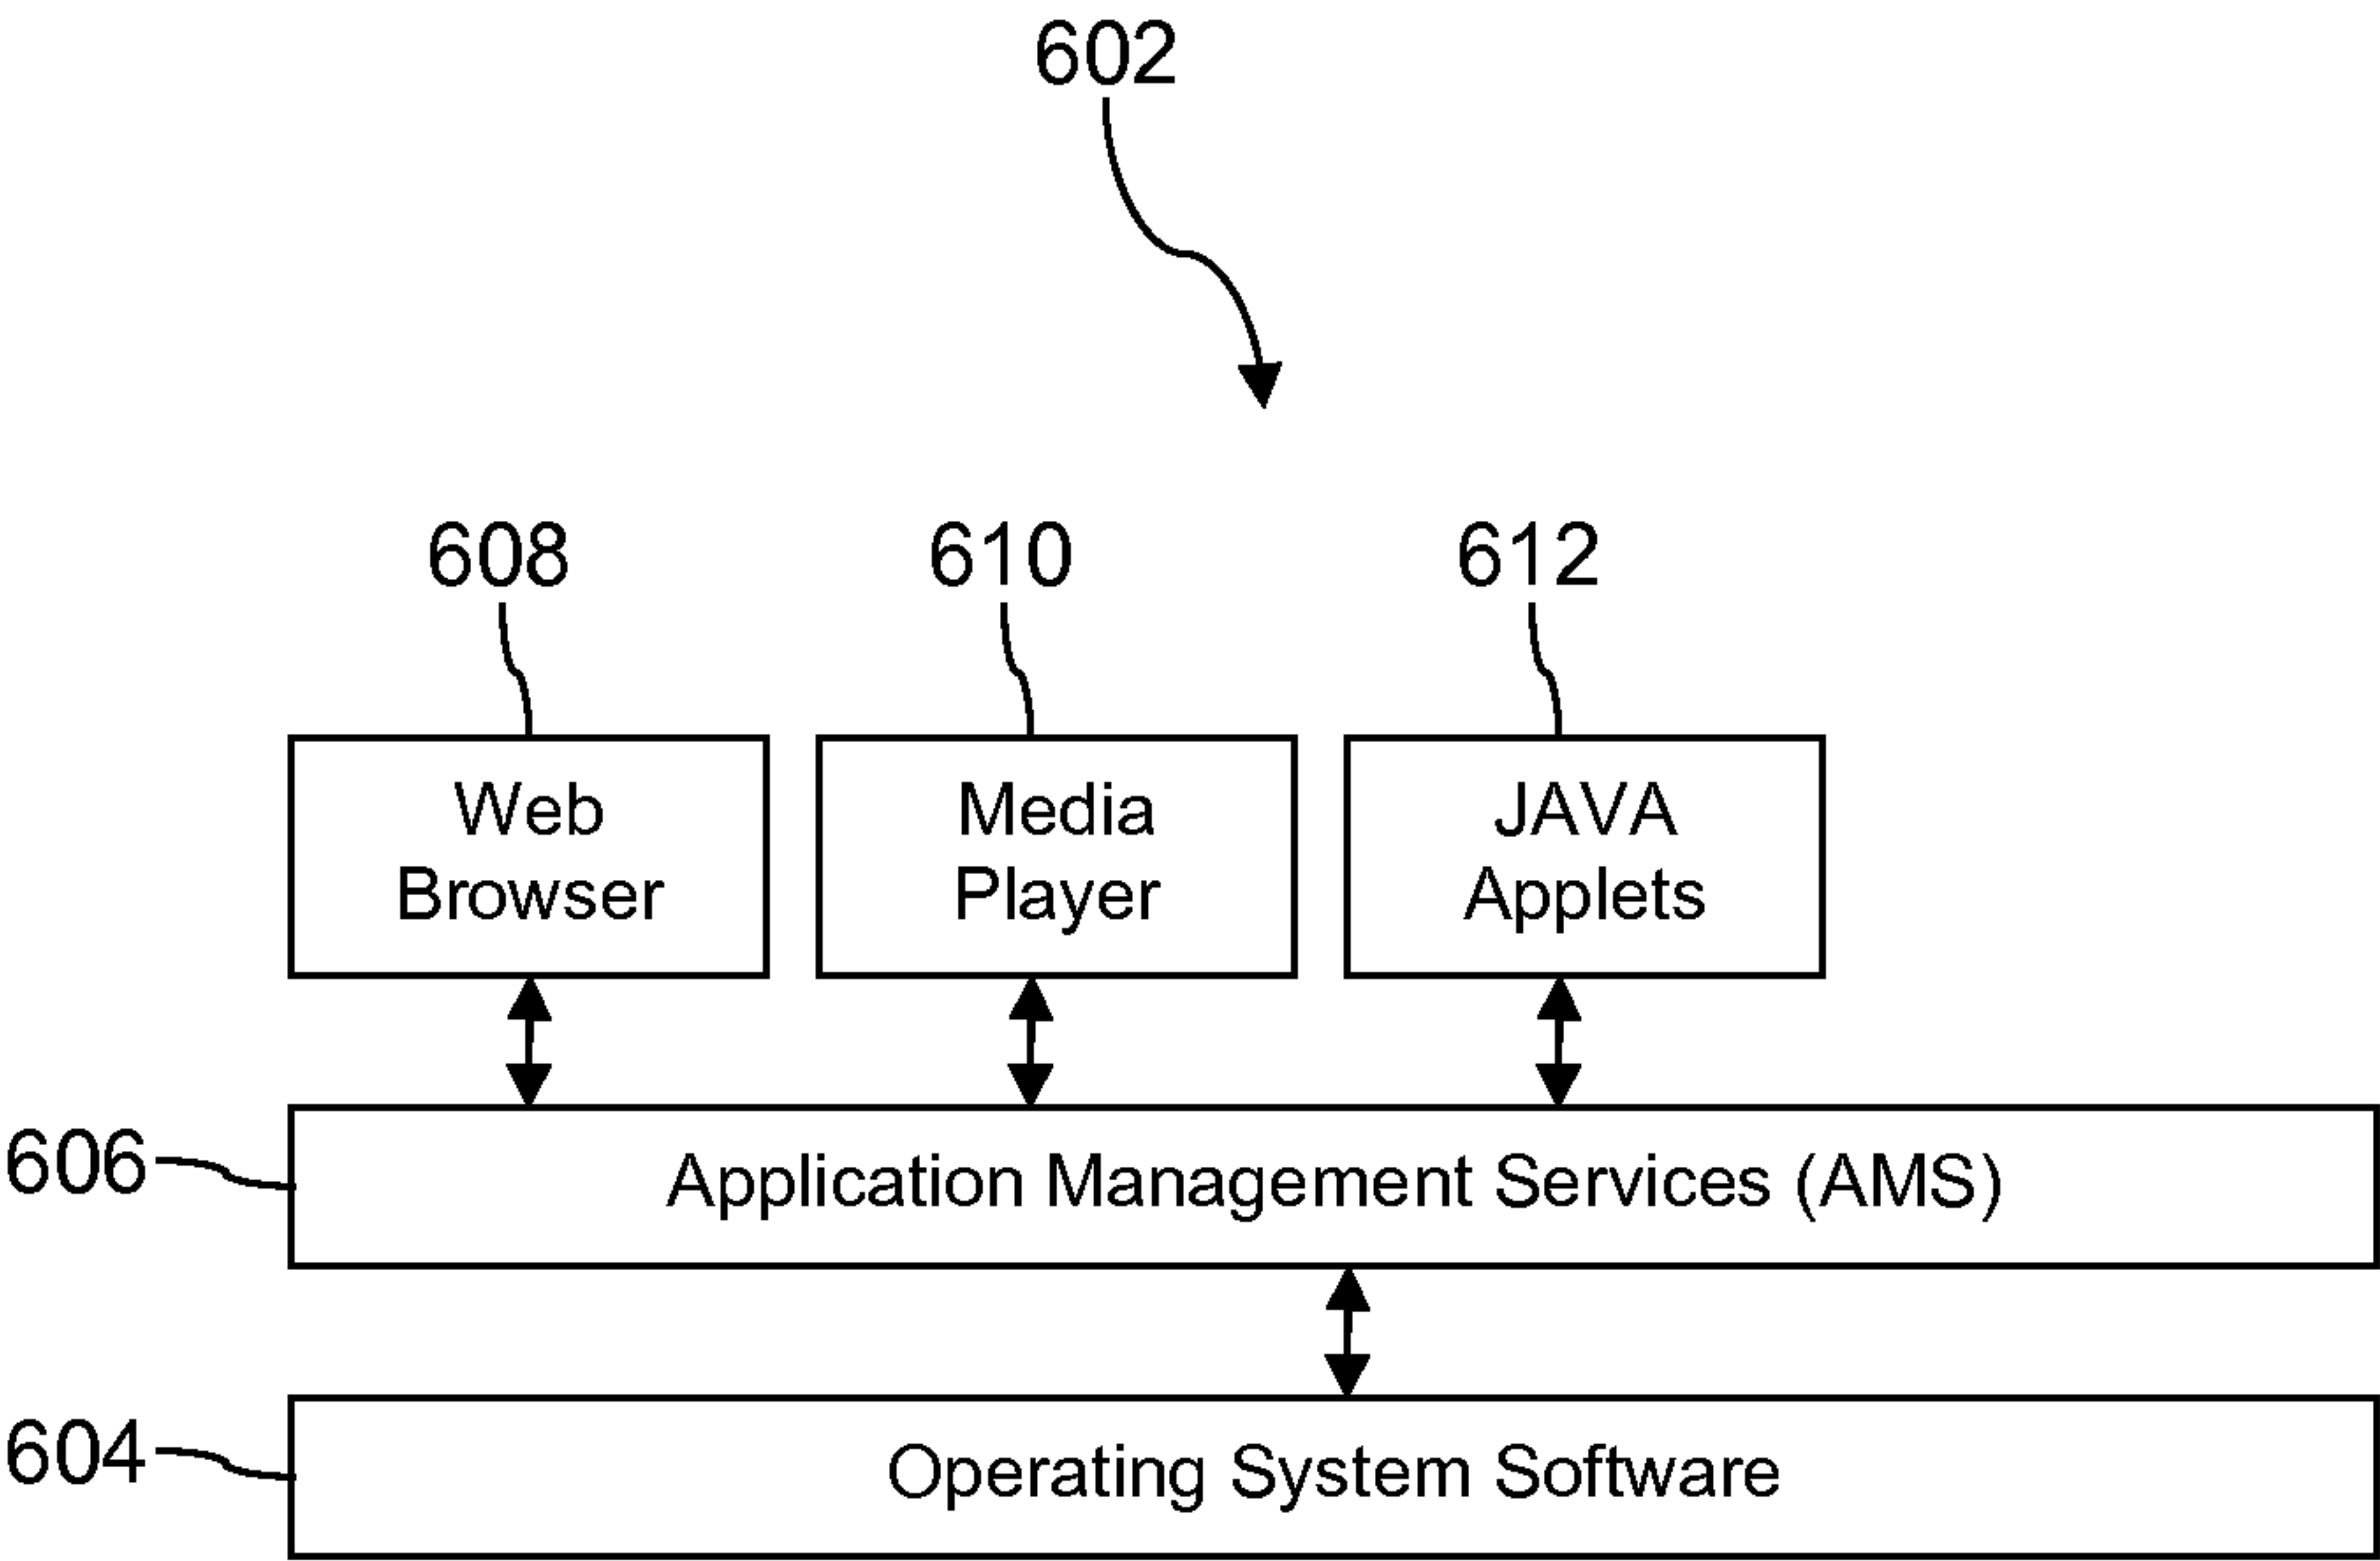 602
608
610
612
Web
Browser
Media
Player
JAVA
Applets
606
Application Management Services (AMS)
604
Operating System Software